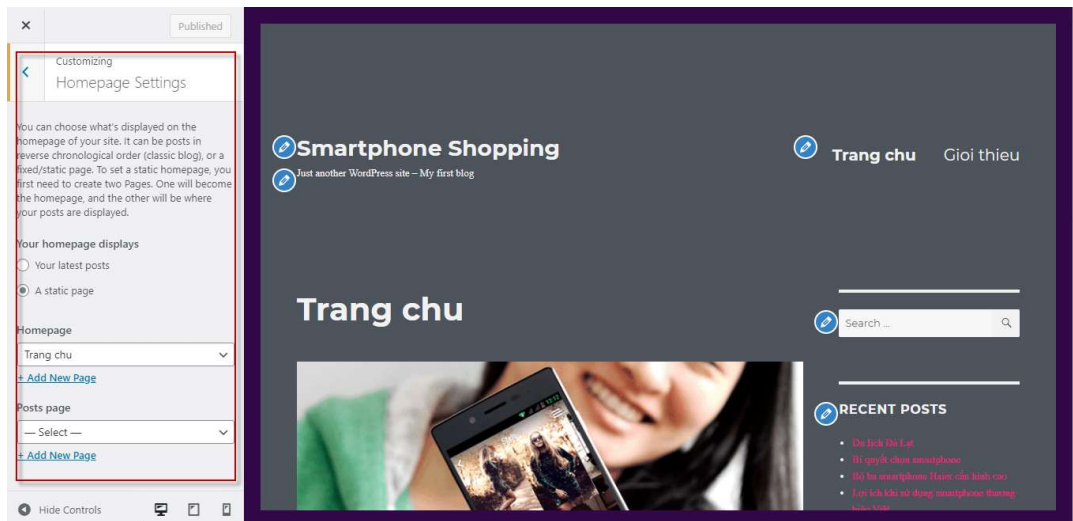 Published
Customizing
Homepage Settings
You can choose what's displayed on the
homepage of your site. It can be posts in
reverse chronological order (classic blog), or a
fixed/static page. To set a static homepage, you
first need to create two Pages. One will become
the homepage, and the other will be where
your posts are displayed.
Your homepage displays
Your latest posts
A static page
Homepage
Trang chu
+ Add New Page
Posts page
— Select —
+ Add New Page
Hide Controls
Smartphone Shopping
Just another WordPress site – My first blog
Trang chu Gioi thieu
Trang chu
Search …
RECENT POSTS
Du lịch Đà Lạt
Bí quyết chọn smartphone
Bộ ba smartphone Haier cấu hình cao
Lợi ích khi sử dụng smartphone thương
hiệu Việt